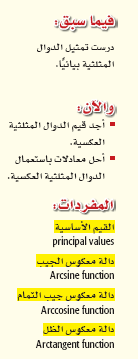 فيما سبق:
درست تمثيل الدوال
المثلثية بيانيًّا.
والآن:
■ أجد قيم الدوال المثلثية
العكسية.
■ أحل معادلات باستعمال
الدوال المثلثية العكسية.
المفردات:
القيم الأساسية
principal values
دالة معكوس الجيب
Arcsine function
دالة معكوس جيب التمام
Arccosine function
دالة معكوس الظل
Arctangent function